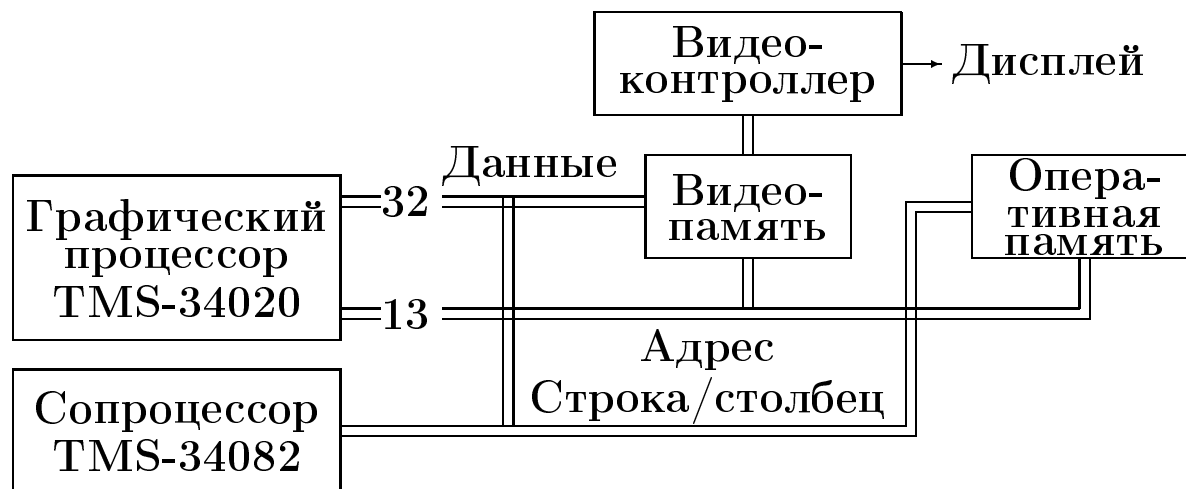 Видео-
контроллер
Дисплей
Данные
32
Видео-
память
Опера-
тивная
память
Графический
процессор
TMS-34020
13
Адрес
Строка/столбец
Сопроцессор
TMS-34082